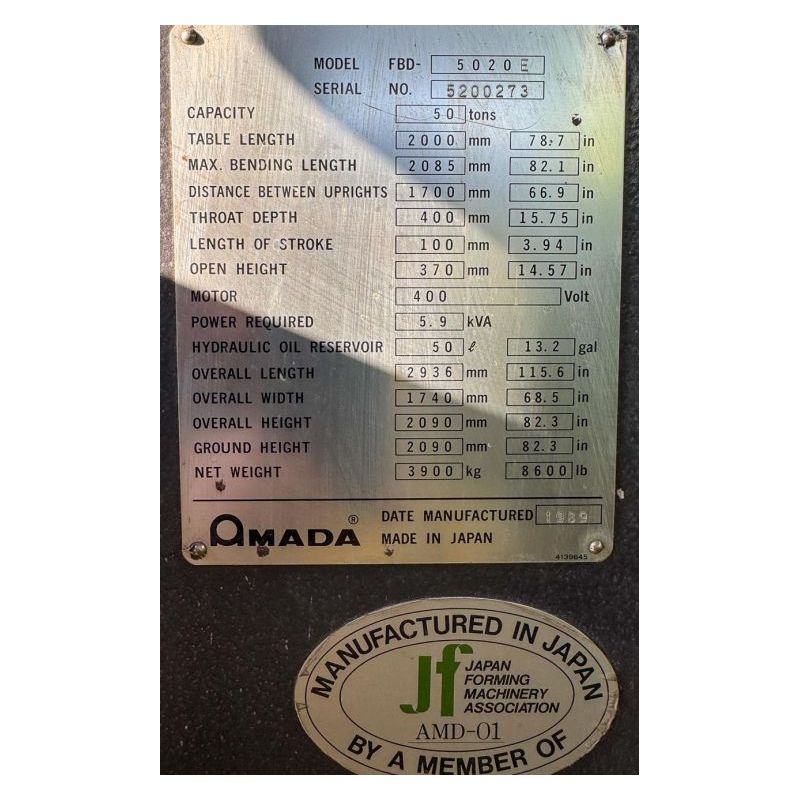 MODEL FBD- 5020E
SERIAL NO. 5200273
CAPACITY 50 tons
TABLE LENGTH 2000 mm 78.7 in
MAX. BENDING LENGTH 2085 mm 82.1 in
DISTANCE BETWEEN UPRIGHTS 1700 mm 66.9 in
THROAT DEPTH 400 mm 15.75 in
LENGTH OF STROKE 100 mm 3.94 in
OPEN HEIGHT 370 mm 14.57 in
MOTOR 400 Volt
POWER REQUIRED 5.9 kVA
HYDRAULIC OIL RESERVOIR 50 ℓ 13.2 gal
OVERALL LENGTH 2936 mm 115.6 in
OVERALL WIDTH 1740 mm 68.5 in
OVERALL HEIGHT 2090 mm 82.3 in
GROUND HEIGHT 2090 mm 82.3 in
NET WEIGHT 3900 kg 8600 lb
AMADA ® DATE MANUFACTURED 1989
MADE IN JAPAN
4139645
MANUFACTURED IN JAPAN
Jf JAPAN
FORMING
MACHINERY
ASSOCIATION
AMD-01
BY A MEMBER OF